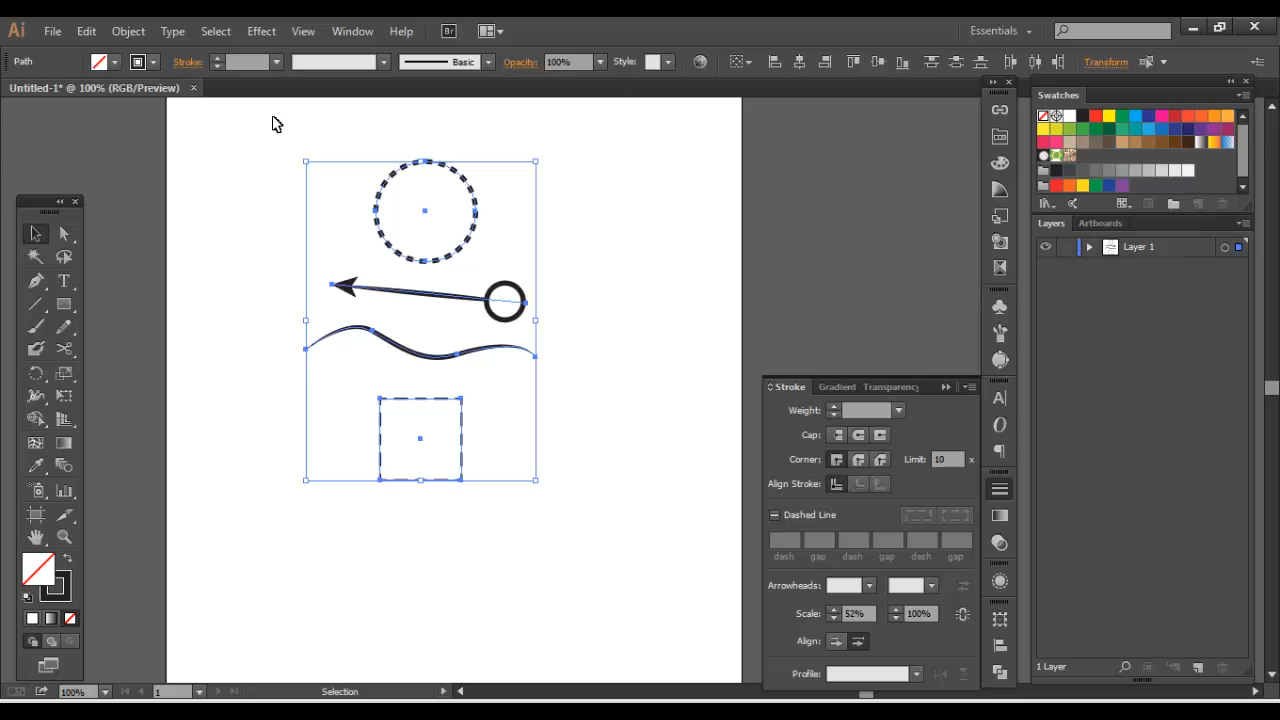 Ai File Edit Object Type Select Effect View Window Help Br Essentials
Path Stroke: Basic Opacity: 100% Style: Transform
Untitled-1* @ 100% (RGB/Preview)
Swatches
Layers Artboards
Layer 1
Stroke Gradient Transparency
Weight:
Cap:
Corner: Limit: 10 x
Align Stroke:
Dashed Line
dash gap dash gap dash gap
Arrowheads:
Scale: 52% 100%
Align:
Profile:
1 Layer
100% 1 Selection